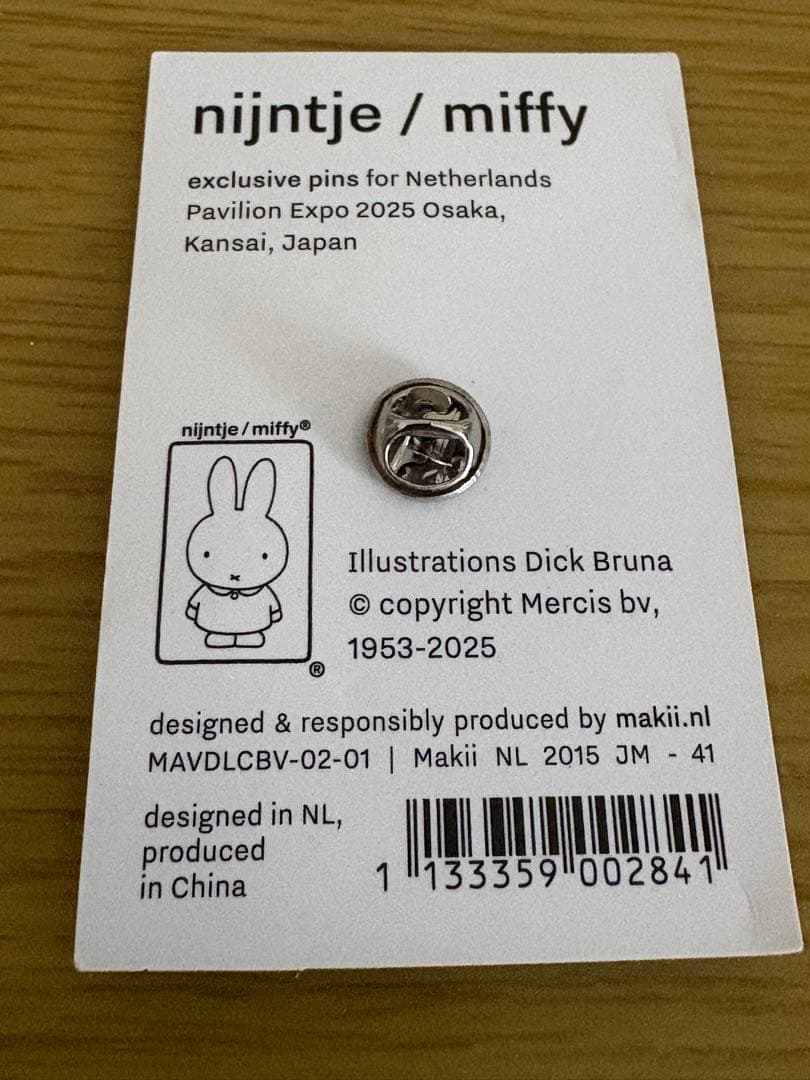 nijntje / miffy
exclusive pins for Netherlands
Pavilion Expo 2025 Osaka,
Kansai, Japan
nijntje / miffy®
®
Illustrations Dick Bruna
© copyright Mercis bv,
1953-2025
designed & responsibly produced by makii.nl
MAVDLCBV-02-01 | Makii NL 2015 JM - 41
designed in NL,
produced
in China
1 133359 002841